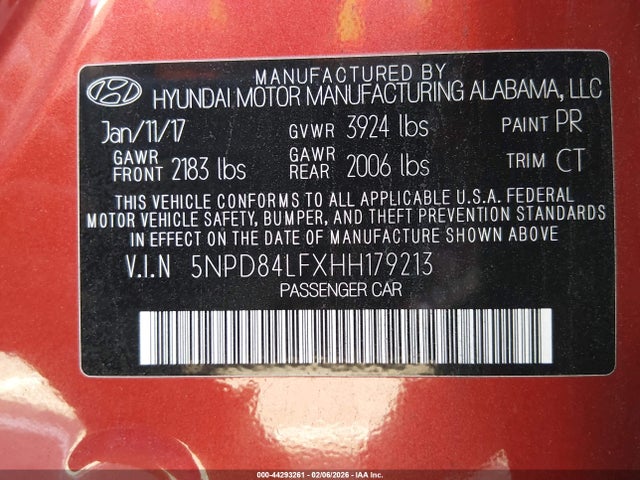 MANUFACTURED BY
HYUNDAI MOTOR MANUFACTURING ALABAMA, LLC
Jan/11/17 GVWR 3924 lbs PAINT PR
GAWR FRONT 2183 lbs GAWR REAR 2006 lbs TRIM CT
THIS VEHICLE CONFORMS TO ALL APPLICABLE U.S.A. FEDERAL
MOTOR VEHICLE SAFETY, BUMPER, AND THEFT PREVENTION STANDARDS
IN EFFECT ON THE DATE OF MANUFACTURE SHOWN ABOVE
V.I.N 5NPD84LFXHH179213
PASSENGER CAR
000-44293261 - 02/06/2026 - IAA Inc.